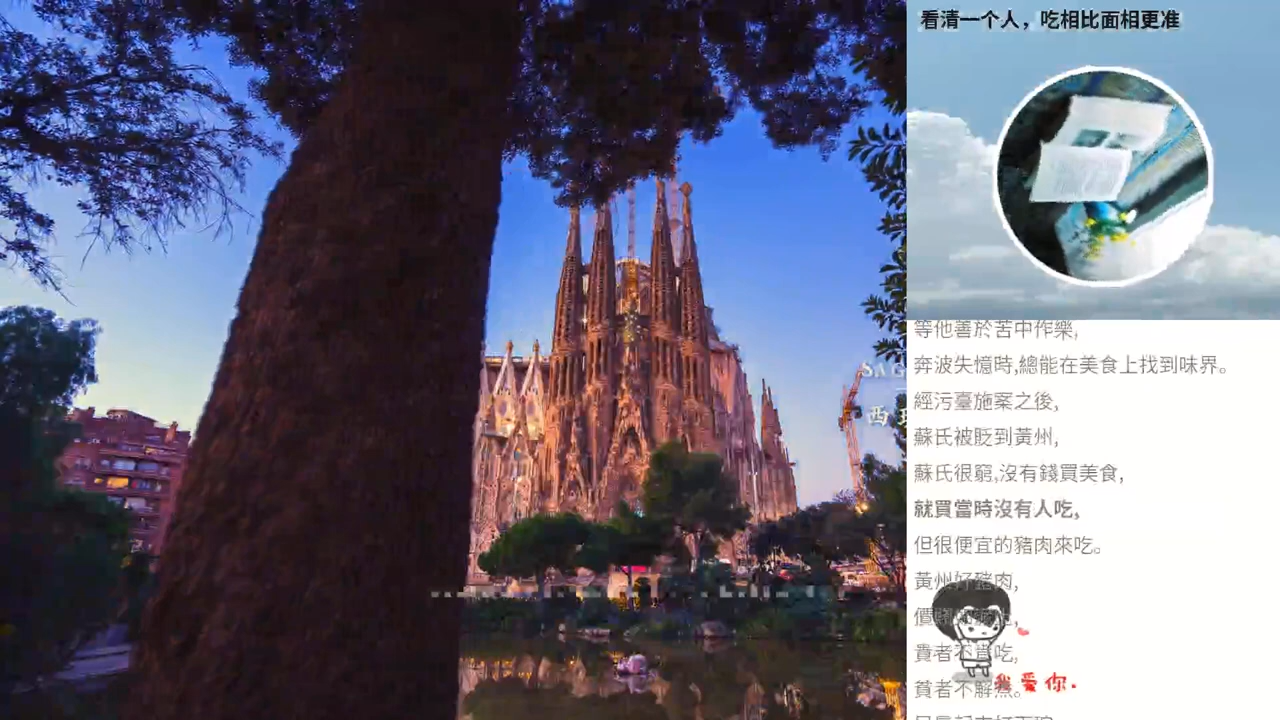 看清一个人，吃相比面相更准
SAG
西班
等他善於苦中作樂,
奔波失憶時,總能在美食上找到味界。
經污臺施案之後,
蘇氏被貶到黃州,
蘇氏很窮,沒有錢買美食,
就買當時沒有人吃,
但很便宜的豬肉來吃。
黃州好豬肉,
貴者不肯吃,
貧者不解煮。
我爱你.